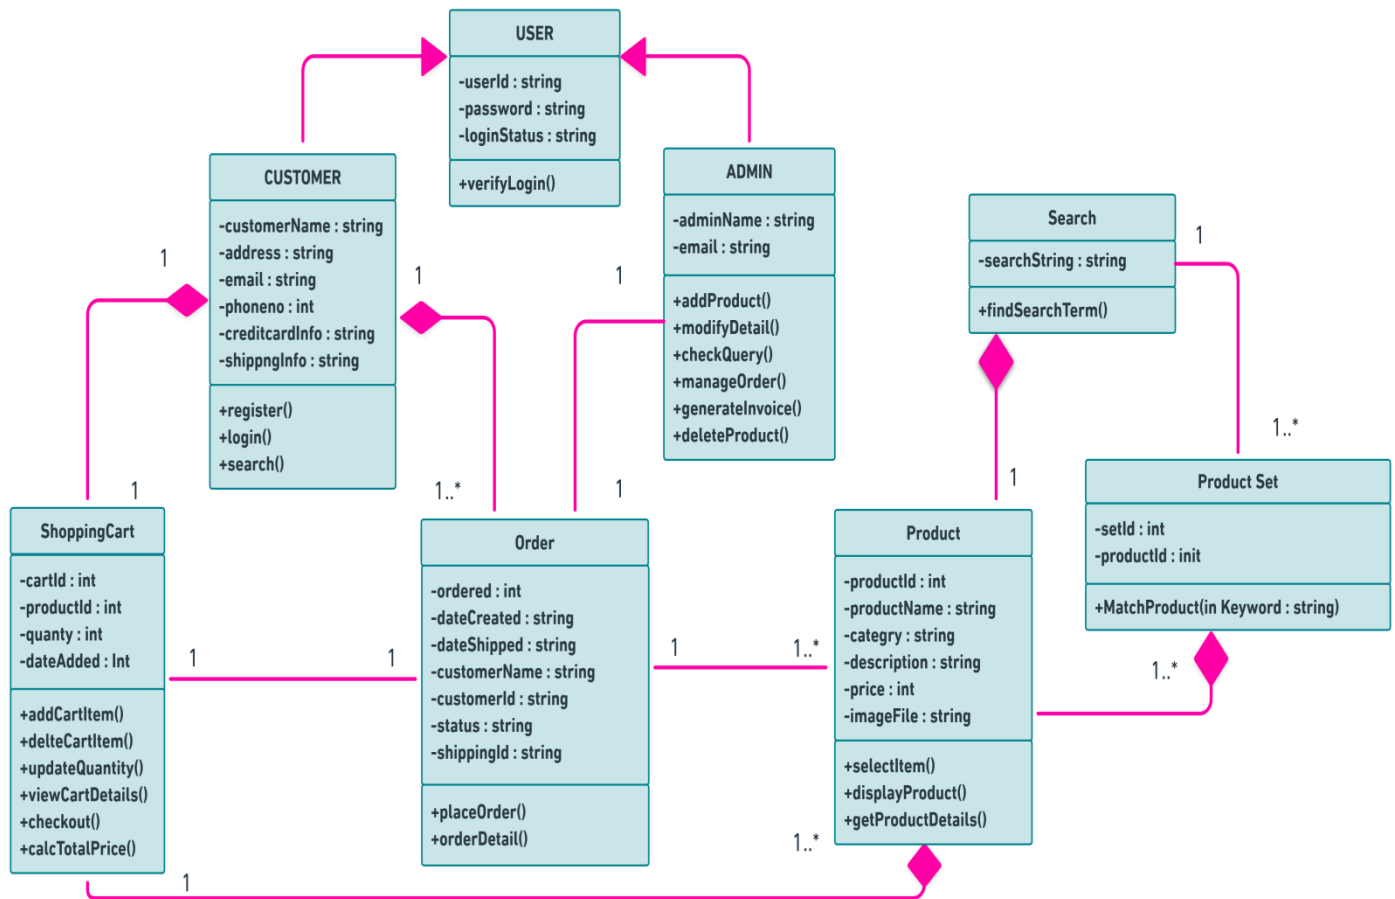 USER
-userId : string
-password : string
-loginStatus : string
+verifyLogin()
CUSTOMER
-customerName : string
-address : string
-email : string
-phoneno : int
-creditcardInfo : string
-shippngInfo : string
+register()
+login()
+search()
ADMIN
-adminName : string
-email : string
+addProduct()
+modifyDetail()
+checkQuery()
+manageOrder()
+generateInvoice()
+deleteProduct()
Search
-searchString : string
+findSearchTerm()
1
1
1
1
1..*
1
1..*
1
1
Product Set
-setId : int
-productId : init
+MatchProduct(in Keyword : string)
ShoppingCart
-cartId : int
-productId : int
-quanty : int
-dateAdded : Int
+addCartItem()
+delteCartItem()
+updateQuantity()
+viewCartDetails()
+checkout()
+calcTotalPrice()
Order
-ordered : int
-dateCreated : string
-dateShipped : string
-customerName : string
-customerId : string
-status : string
-shippingId : string
+placeOrder()
+orderDetail()
Product
-productId : int
-productName : string
-categry : string
-description : string
-price : int
-imageFile : string
+selectItem()
+displayProduct()
+getProductDetails()
1
1
1
1..*
1..*
1..*
1